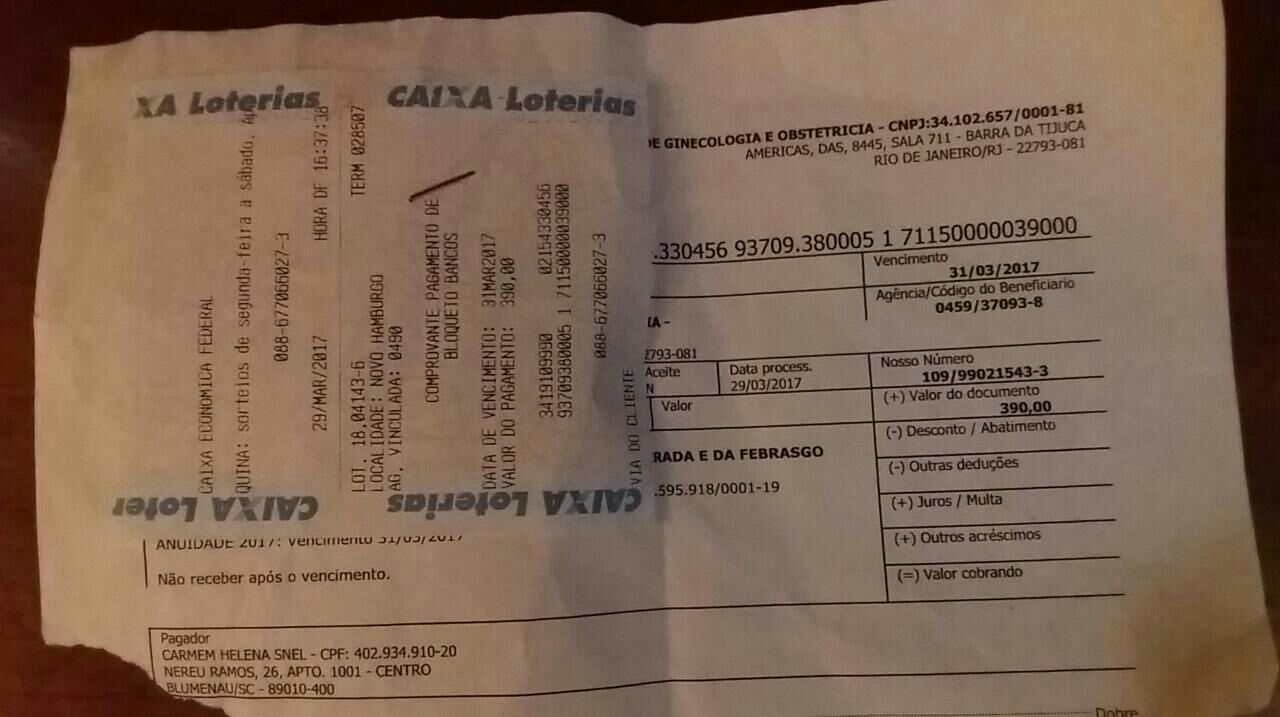 XA Loterias
CAIXA Loterias
CAIXA ECONOMICA FEDERAL
QUINA: sorteios de segunda-feira a sábado.
088-677066027-3
29/MAR/2017 HORA DF 16:37:38
LOT. 18.04143-6 TERM 028507
LOCALIDADE: NOVO HAMBURGO
AG. VINCULADA: 0490
COMPROVANTE PAGAMENTO DE
BLOQUETO BANCOS
DATA DE VENCIMENTO: 31MAR2017
VALOR DO PAGAMENTO: 390,00
3419109990 02154330456
93709380005 1 71150000039000
088-677066027-3
VIA DO CLIENTE
CAIXA Loter
CAIXA Loterias
DE GINECOLOGIA E OBSTETRICIA - CNPJ:34.102.657/0001-81
AMERICAS, DAS, 8445, SALA 711 - BARRA DA TIJUCA
RIO DE JANEIRO/RJ - 22793-081
.330456 93709.380005 1 71150000039000
Vencimento
31/03/2017
Agência/Código do Beneficiario
0459/37093-8
IA -
22793-081
Aceite
N
Data process.
29/03/2017
Nosso Número
109/99021543-3
Valor
(+) Valor do documento
390,00
(-) Desconto / Abatimento
RADA E DA FEBRASGO
(-) Outras deduções
.595.918/0001-19
(+) Juros / Multa
(+) Outros acréscimos
(=) Valor cobrando
ANUIDADE 2017: Vencimento 31/03/2017
Não receber após o vencimento.
Pagador
CARMEM HELENA SNEL - CPF: 402.934.910-20
NEREU RAMOS, 26, APTO. 1001 - CENTRO
BLUMENAU/SC - 89010-400
Dobre